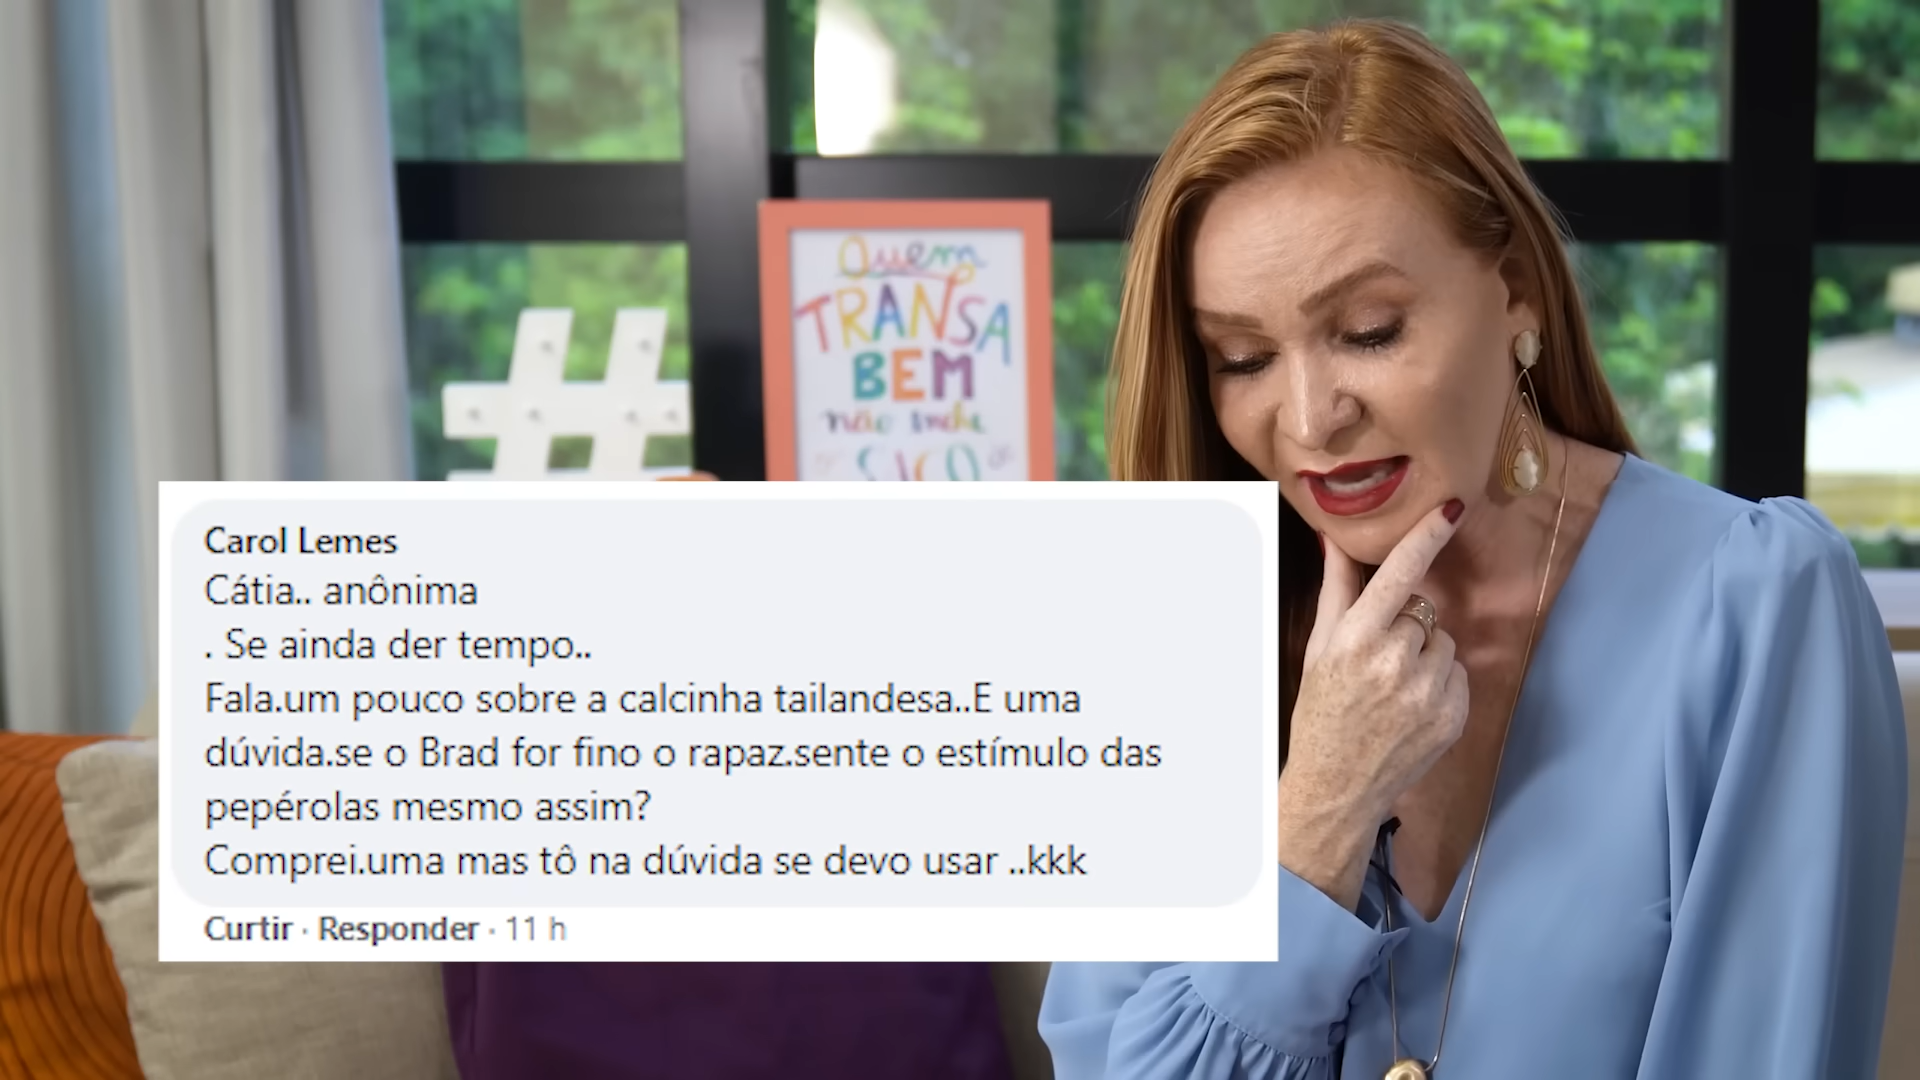 Quem
TRANSA
BEM
não enche
o SACO
Carol Lemes
Cátia.. anônima
. Se ainda der tempo..
Fala.um pouco sobre a calcinha tailandesa..E uma
dúvida.se o Brad for fino o rapaz.sente o estímulo das
pepérolas mesmo assim?
Comprei.uma mas tô na dúvida se devo usar ..kkk
Curtir · Responder · 11 h